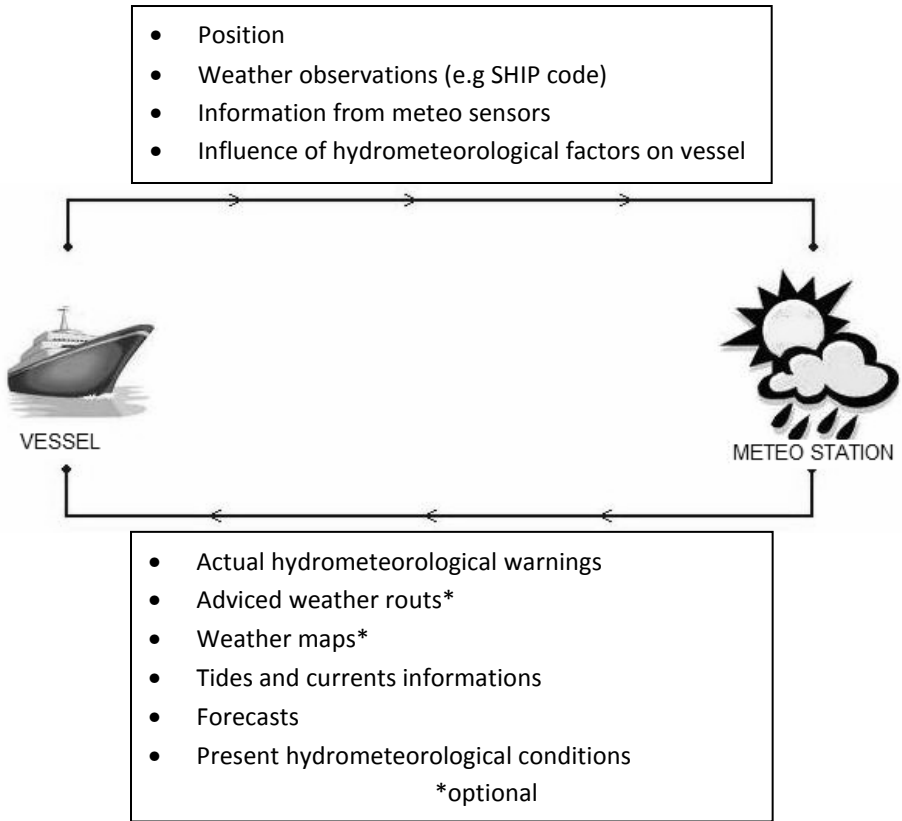 • Position
• Weather observations (e.g SHIP code)
• Information from meteo sensors
• Influence of hydrometeorological factors on vessel
VESSEL
METEO STATION
• Actual hydrometeorological warnings
• Adviced weather routs*
• Weather maps*
• Tides and currents informations
• Forecasts
• Present hydrometeorological conditions
*optional